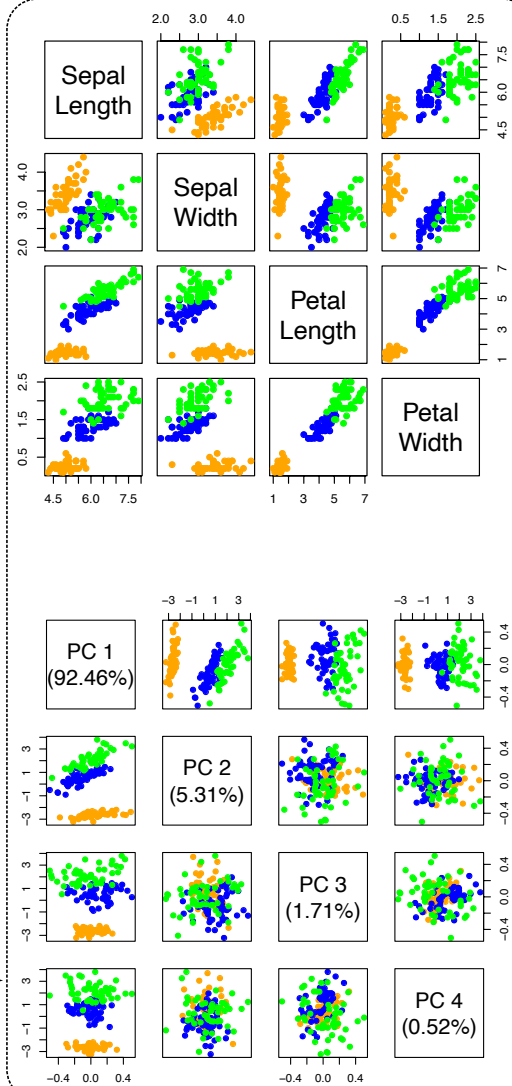 2.0 3.0 4.0 0.5 1.5 2.5
Sepal
Length
4.5 6.0 7.5
2.0 3.0 4.0
Sepal
Width
Petal
Length
1 3 5 7
0.5 1.5 2.5
Petal
Width
4.5 6.0 7.5 1 3 5 7
−3 −1 1 3 −3 −1 1 3
PC 1
(92.46%)
−0.4 0.0 0.4
−3 −1 1 3
PC 2
(5.31%)
−0.4 0.0 0.4
−3 −1 1 3
PC 3
(1.71%)
−0.4 0.0 0.4
−3 −1 1 3
PC 4
(0.52%)
−0.4 0.0 0.4 −0.4 0.0 0.4